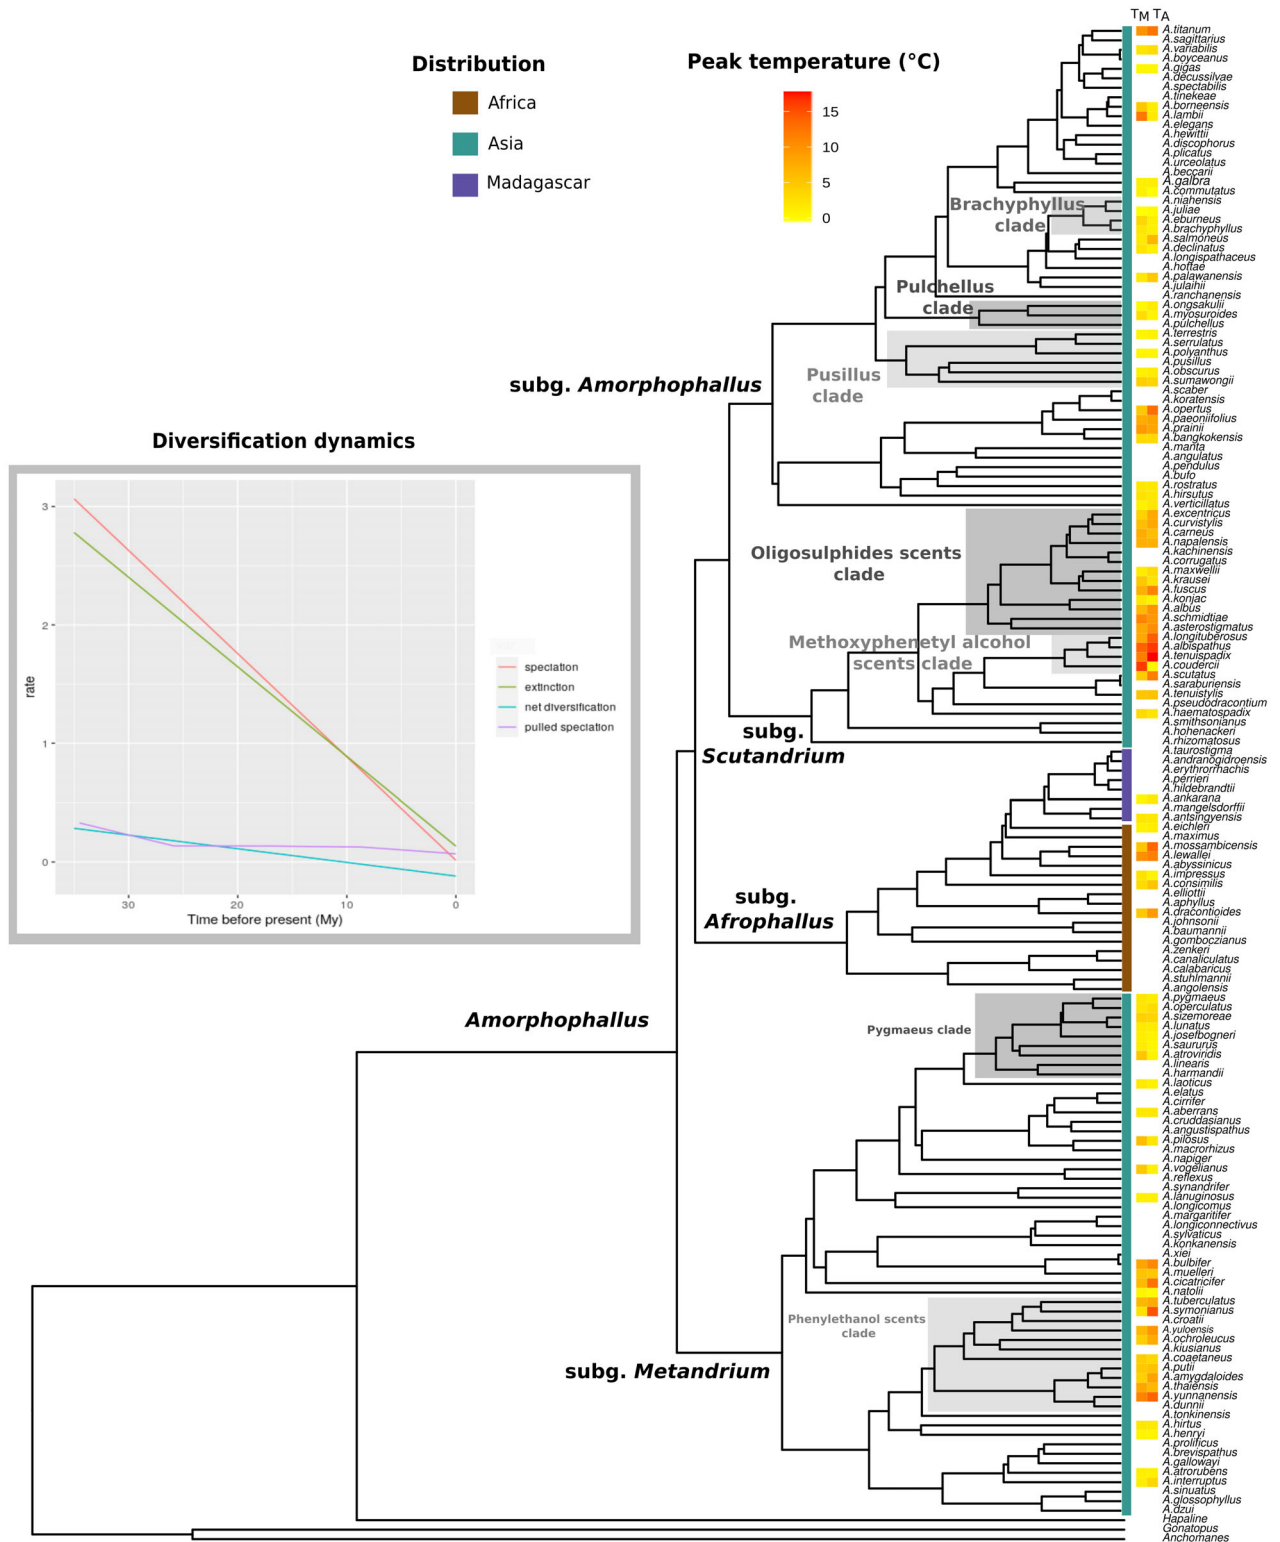 TM TA
Distribution
Africa
Asia
Madagascar
Peak temperature (°C)
15
10
5
0
Brachyphyllus
clade
Pulchellus
clade
Pusillus
clade
subg. Amorphophallus
Oligosulphides scents
clade
Methoxyphenetyl alcohol
scents clade
subg.
Scutandrium
subg.
Afrophallus
Amorphophallus
Pygmaeus clade
Phenylethanol scents
clade
subg. Metandrium
Diversification dynamics
3
2
1
0
rate
30
20
10
0
Time before present (My)
speciation
extinction
net diversification
pulled speciation
A.titanum
A.sagittarius
A.variabilis
A.boyceanus
A.gigas
A.decussilvae
A.spectabilis
A.tinekeae
A.borneensis
A.lambii
A.elegans
A.hewittii
A.discophorus
A.plicatus
A.urceolatus
A.beccarii
A.galbra
A.commutatus
A.niahensis
A.juliae
A.eburneus
A.brachyphyllus
A.salmoneus
A.declinatus
A.longispathaceus
A.hottae
A.palawanensis
A.julaihii
A.ranchanensis
A.ongsakulii
A.myosuroides
A.pulchellus
A.terrestris
A.serrulatus
A.polyanthus
A.pusillus
A.obscurus
A.sumawongii
A.scaber
A.koratensis
A.opertus
A.paeoniifolius
A.prainii
A.bangkokensis
A.manta
A.angulatus
A.pendulus
A.bufo
A.rostratus
A.hirsutus
A.verticillatus
A.excentricus
A.curvistylis
A.carneus
A.napalensis
A.kachinensis
A.corrugatus
A.maxwellii
A.krausei
A.fuscus
A.konjac
A.albus
A.schmidtiae
A.asterostigmatus
A.longituberosus
A.albispathus
A.tenuispadix
A.coudercii
A.scutatus
A.saraburiensis
A.tenuistylis
A.pseudodracontium
A.haematospadix
A.smithsonianus
A.hohenackeri
A.rhizomatosus
A.taurostigma
A.andranogidroensis
A.erythrorrhachis
A.perrieri
A.hildebrandtii
A.ankarana
A.mangelsdorffii
A.antsingyensis
A.eichleri
A.maximus
A.mossambicensis
A.lewallei
A.abyssinicus
A.impressus
A.consimilis
A.elliottii
A.aphyllus
A.dracontioides
A.johnsonii
A.baumannii
A.gomboczianus
A.zenkeri
A.canaliculatus
A.calabaricus
A.stuhlmannii
A.angolensis
A.pygmaeus
A.operculatus
A.sizemoreae
A.lunatus
A.josefbogneri
A.saururus
A.atroviridis
A.linearis
A.harmandii
A.laoticus
A.elatus
A.cirrifer
A.aberrans
A.cruddasianus
A.angustispathus
A.pilosus
A.macrorhizus
A.napiger
A.vogelianus
A.reflexus
A.synandrifer
A.lanuginosus
A.longicomus
A.margaritifer
A.longiconnectivus
A.sylvaticus
A.konkanensis
A.xiei
A.bulbifer
A.muelleri
A.cicatricifer
A.natolii
A.tuberculatus
A.symonianus
A.croatii
A.yuloensis
A.ochroleucus
A.kiusianus
A.coaetaneus
A.putii
A.amygdaloides
A.thaiensis
A.yunnanensis
A.dunnii
A.tonkinensis
A.hirtus
A.henryi
A.prolificus
A.brevispathus
A.gallowayi
A.atrorubens
A.interruptus
A.sinuatus
A.glossophyllus
A.dzui
Hapaline
Gonatopus
Anchomanes